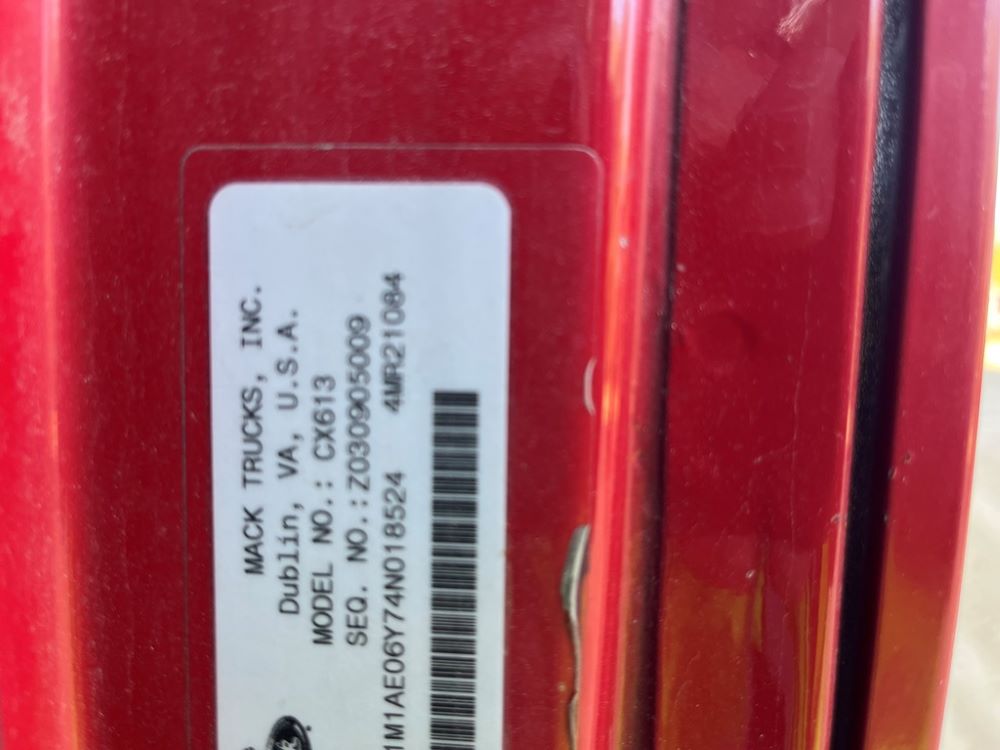 MACK TRUCKS, INC.
Dublin, VA, U.S.A.
MODEL NO.: CX613
SEQ. NO.:Z030905009
1M1AE06Y74N018524 4MR21084